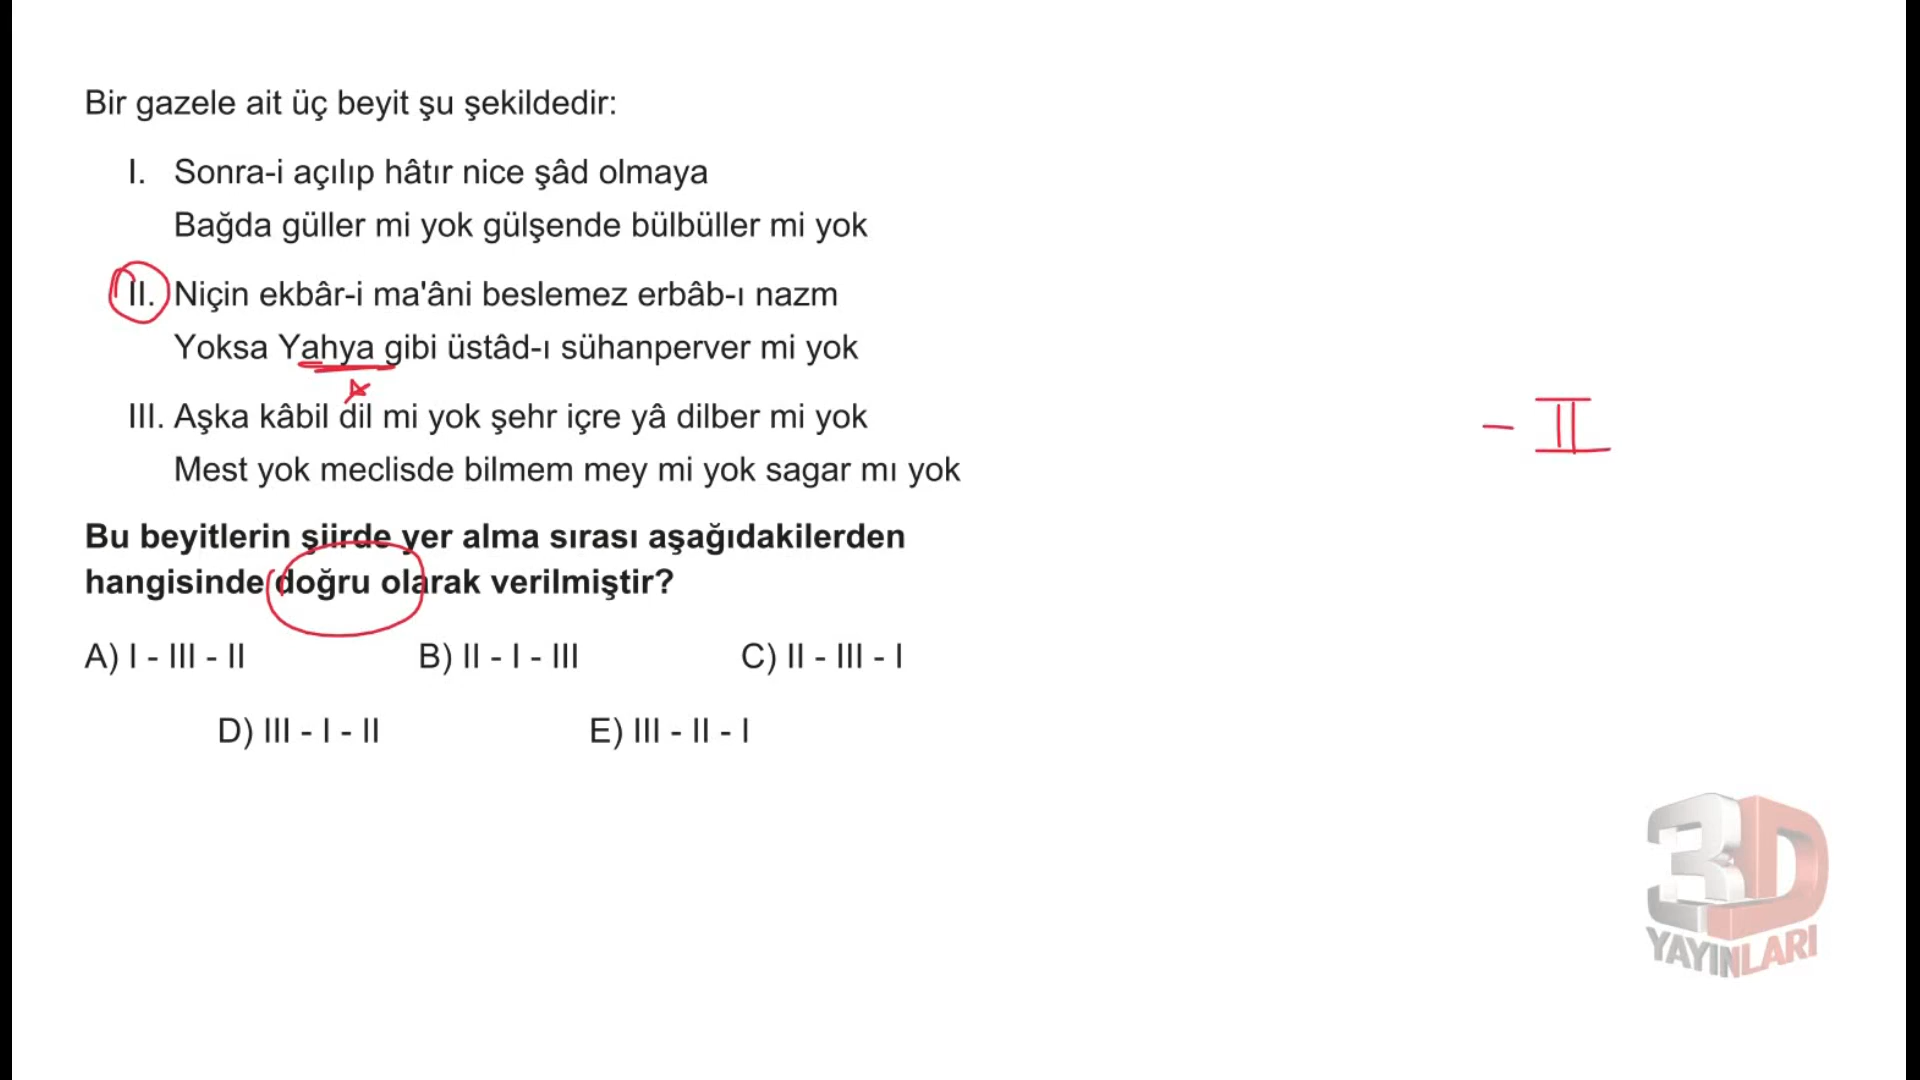 Bir gazele ait üç beyit şu şekildedir:
I. Sonra-i açılıp hâtır nice şâd olmaya
Bağda güller mi yok gülşende bülbüller mi yok
II. Niçin ekbâr-i ma'âni beslemez erbâb-ı nazm
Yoksa Yahya gibi üstâd-ı sühanperver mi yok
III. Aşka kâbil dil mi yok şehr içre yâ dilber mi yok
Mest yok meclisde bilmem mey mi yok sagar mı yok
- II
Bu beyitlerin şiirde yer alma sırası aşağıdakilerden
hangisinde doğru olarak verilmiştir?
A) I - III - II B) II - I - III C) II - III - I
D) III - I - II E) III - II - I
3D
YAYINLARI